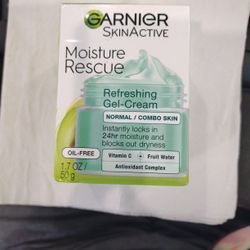 GARNIER
SKINACTIVE
Moisture
Rescue
Refreshing
Gel-Cream
NORMAL / COMBO SKIN
Instantly locks in
24hr moisture and
blocks out dryness
OIL-FREE
Vitamin C + Fruit Water
Antioxidant Complex
1.7 OZ /
50 g